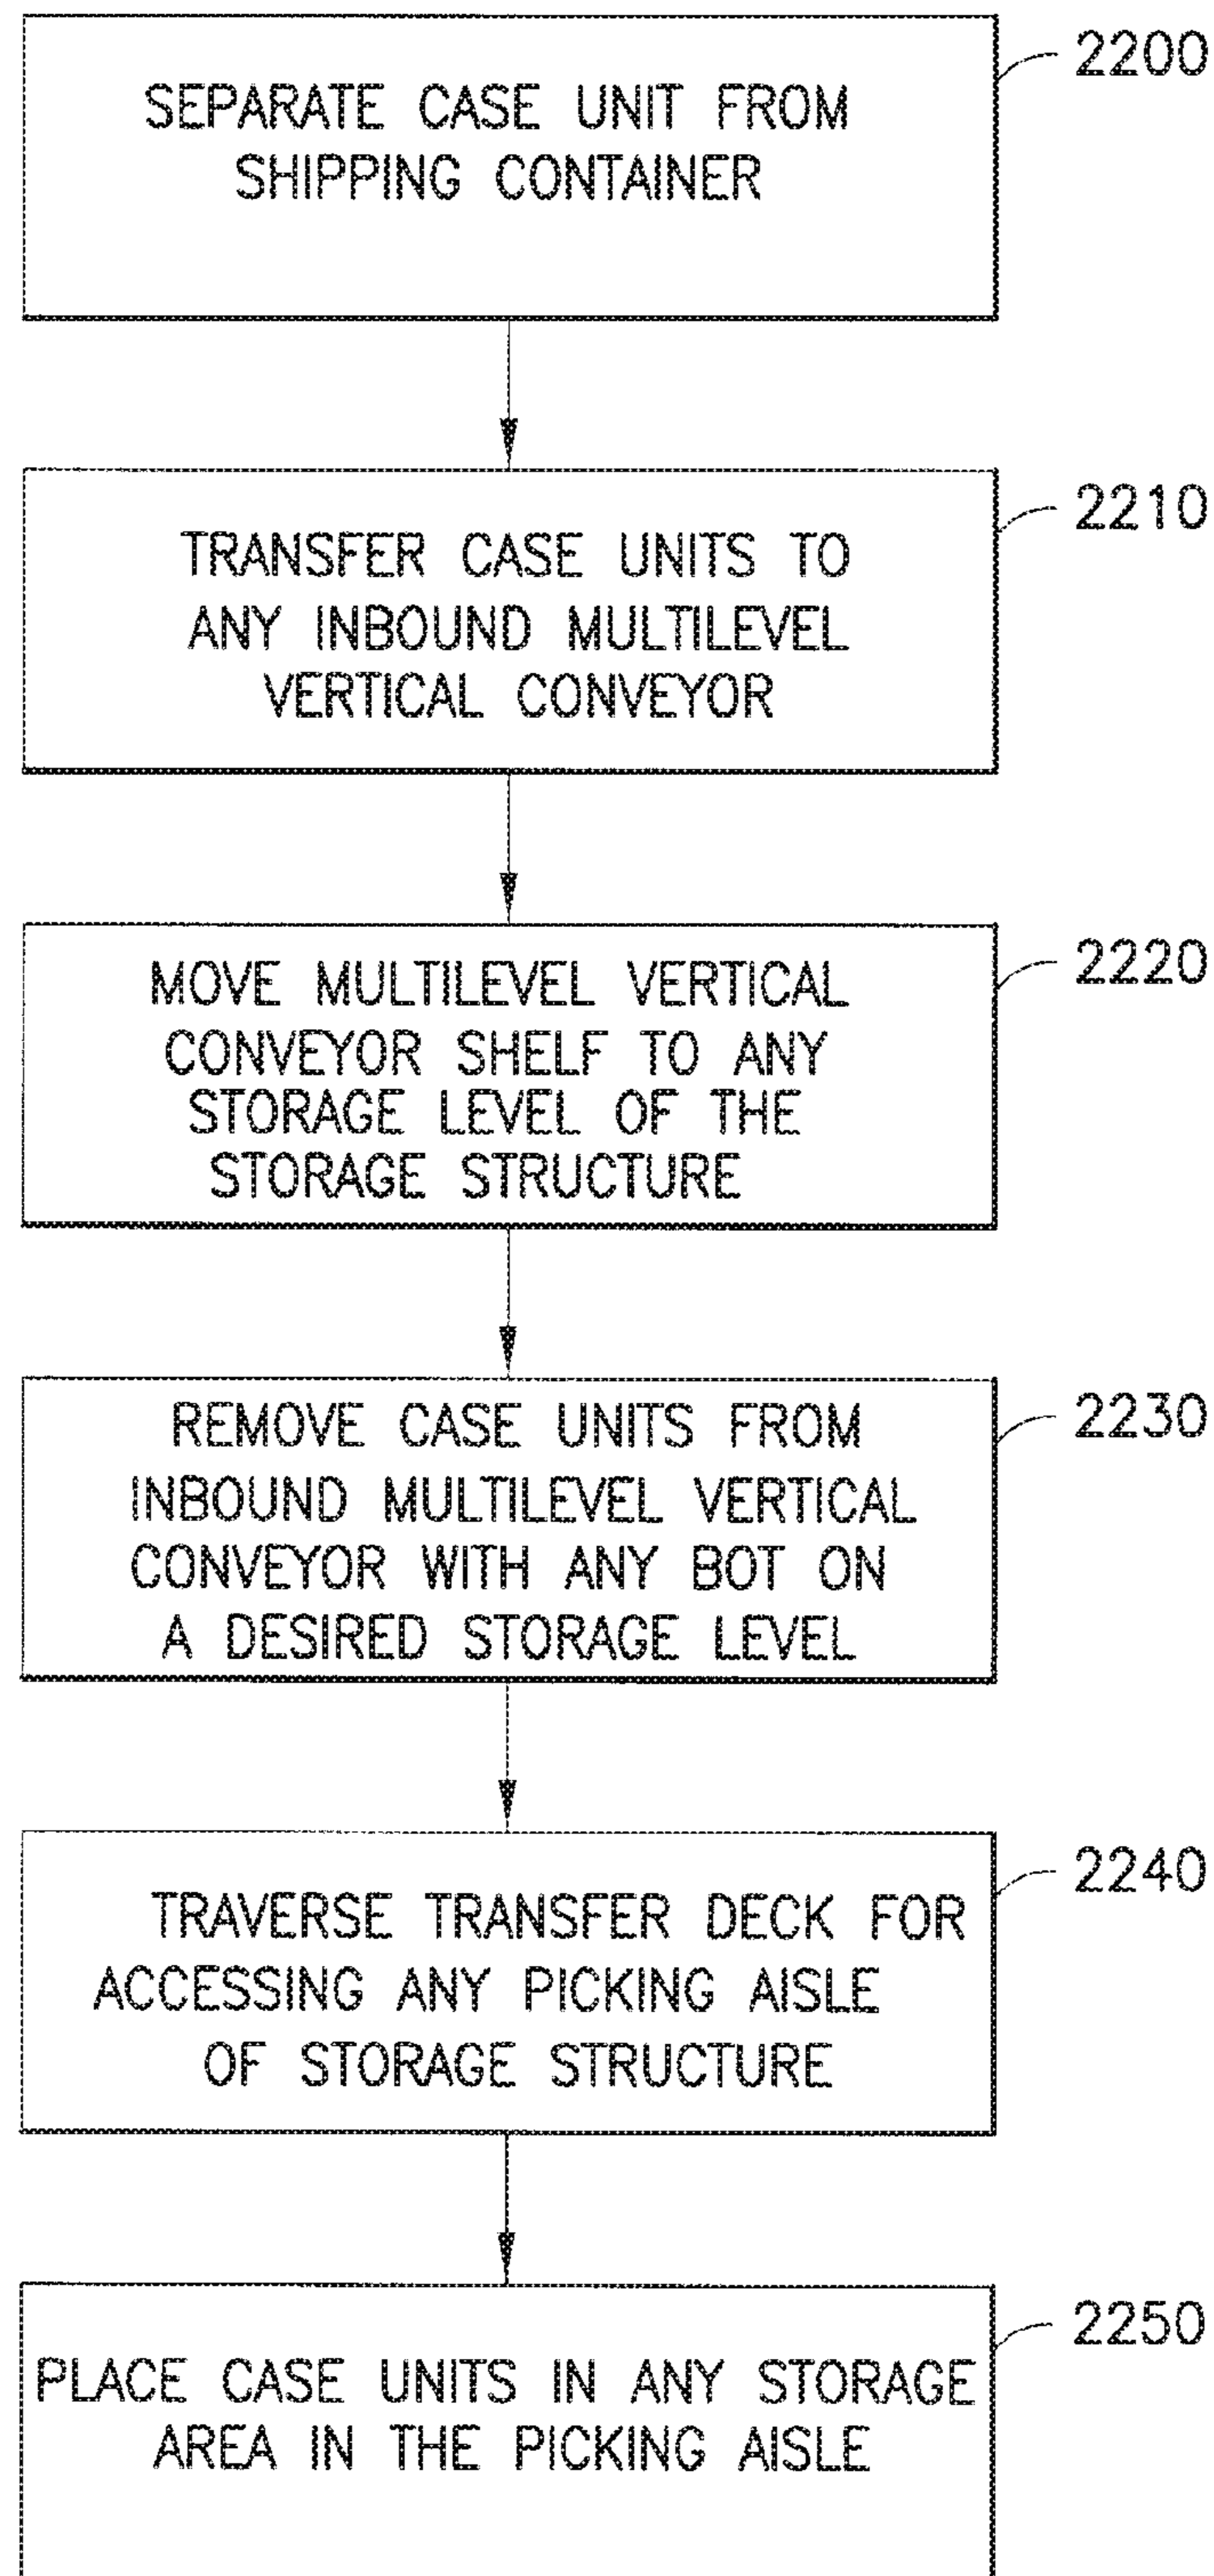 SEPARATE CASE UNIT FROM
SHIPPING CONTAINER
2200
TRANSFER CASE UNITS TO
ANY INBOUND MULTILEVEL
VERTICAL CONVEYOR
2210
MOVE MULTILEVEL VERTICAL
CONVEYOR SHELF TO ANY
STORAGE LEVEL OF THE
STORAGE STRUCTURE
2220
REMOVE CASE UNITS FROM
INBOUND MULTILEVEL VERTICAL
CONVEYOR WITH ANY BOT ON
A DESIRED STORAGE LEVEL
2230
TRAVERSE TRANSFER DECK FOR
ACCESSING ANY PICKING AISLE
OF STORAGE STRUCTURE
2240
PLACE CASE UNITS IN ANY STORAGE
AREA IN THE PICKING AISLE
2250